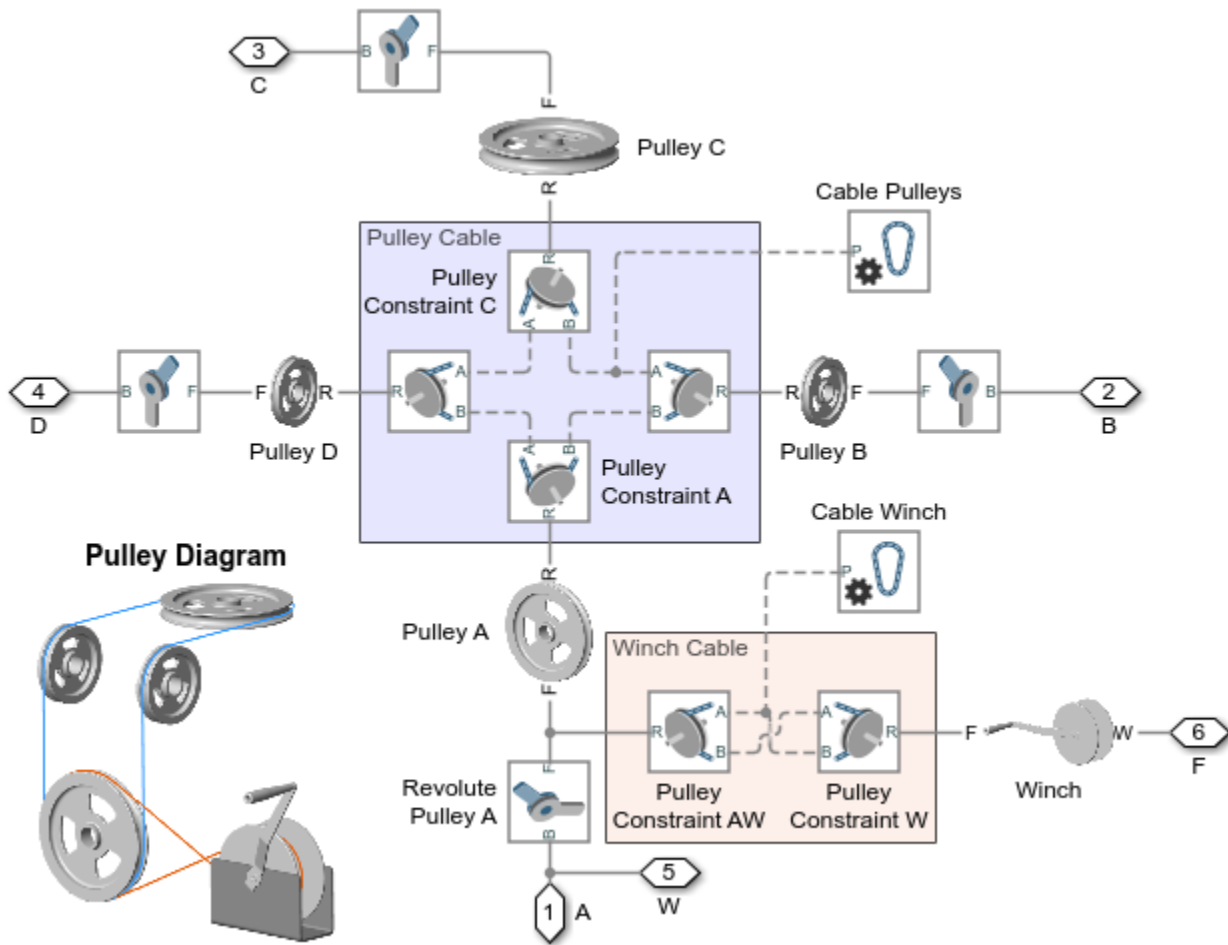 3
C
B
F
F
Pulley C
R
Cable Pulleys
P
Pulley Cable
R
Pulley
Constraint C
A
B
4
D
B
F
F
R
Pulley D
R
A
B
A
B
R
R
F
Pulley B
F
B
2
B
A
B
R
Pulley
Constraint A
Cable Winch
P
Pulley Diagram
R
Pulley A
F
Winch Cable
R
A
B
A
B
R
Pulley
Constraint AW
Pulley
Constraint W
F
W
Winch
6
F
Revolute
Pulley A
F
B
5
W
1
A